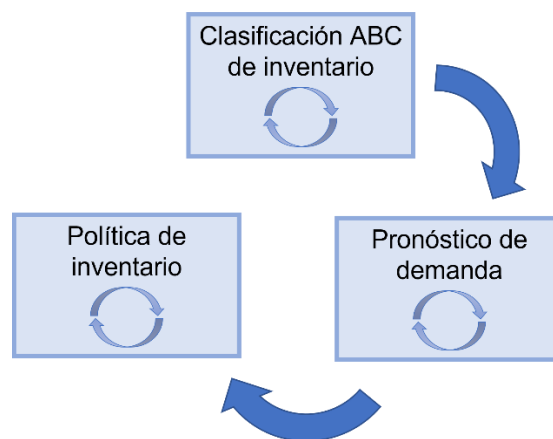 Clasificación ABC
de inventario
Política de
inventario
Pronóstico de
demanda